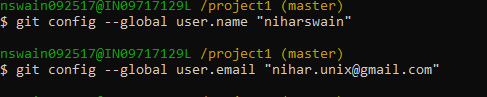 nswain092517@IN09717129L /project1 (master)
$ git config --global user.name "niharswain"
nswain092517@IN09717129L /project1 (master)
$ git config --global user.email "nihar.unix@gmail.com"